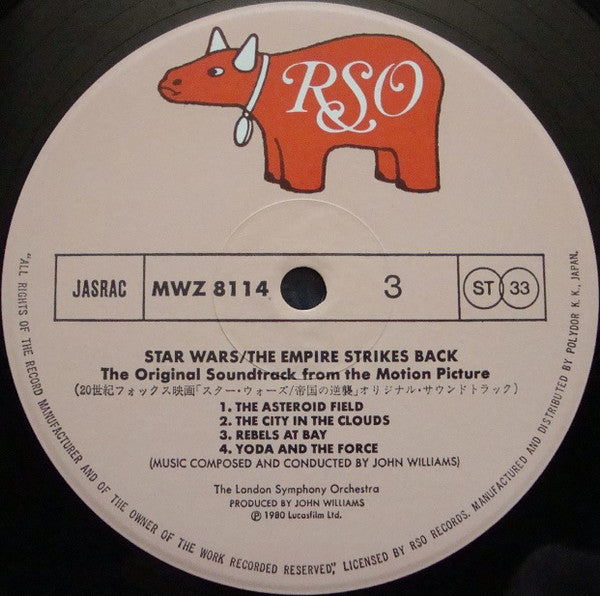 RSO
JASRAC
MWZ 8114
3
ST 33
STAR WARS/THE EMPIRE STRIKES BACK
The Original Soundtrack from the Motion Picture
(20世紀フォックス映画「スター・ウォーズ/帝国の逆襲」オリジナル・サウンドトラック)
1. THE ASTEROID FIELD
2. THE CITY IN THE CLOUDS
3. REBELS AT BAY
4. YODA AND THE FORCE
(MUSIC COMPOSED AND CONDUCTED BY JOHN WILLIAMS)
The London Symphony Orchestra
PRODUCED BY JOHN WILLIAMS
Ⓟ 1980 Lucasfilm Ltd.
"ALL RIGHTS OF THE RECORD MANUFACTURER AND OF THE OWNER OF THE WORK RECORDED RESERVED", LICENSED BY RSO RECORDS. MANUFACTURED AND DISTRIBUTED BY POLYDOR K. K., JAPAN.